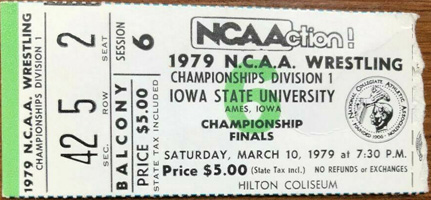 1979 N.C.A.A. WRESTLING
CHAMPIONSHIPS DIVISION 1
42 5 2
SEC. ROW SEAT
BALCONY SESSION 6
PRICE $5.00
STATE TAX INCLUDED
NCAAction!
1979 N.C.A.A. WRESTLING
CHAMPIONSHIPS DIVISION 1
6
IOWA STATE UNIVERSITY
AMES, IOWA
CHAMPIONSHIP
FINALS
SATURDAY, MARCH 10, 1979 at 7:30 P.M.
Price $5.00 (State Tax incl.) NO REFUNDS or EXCHANGES
HILTON COLISEUM
NATIONAL COLLEGIATE ATHLETIC ASSOCIATION